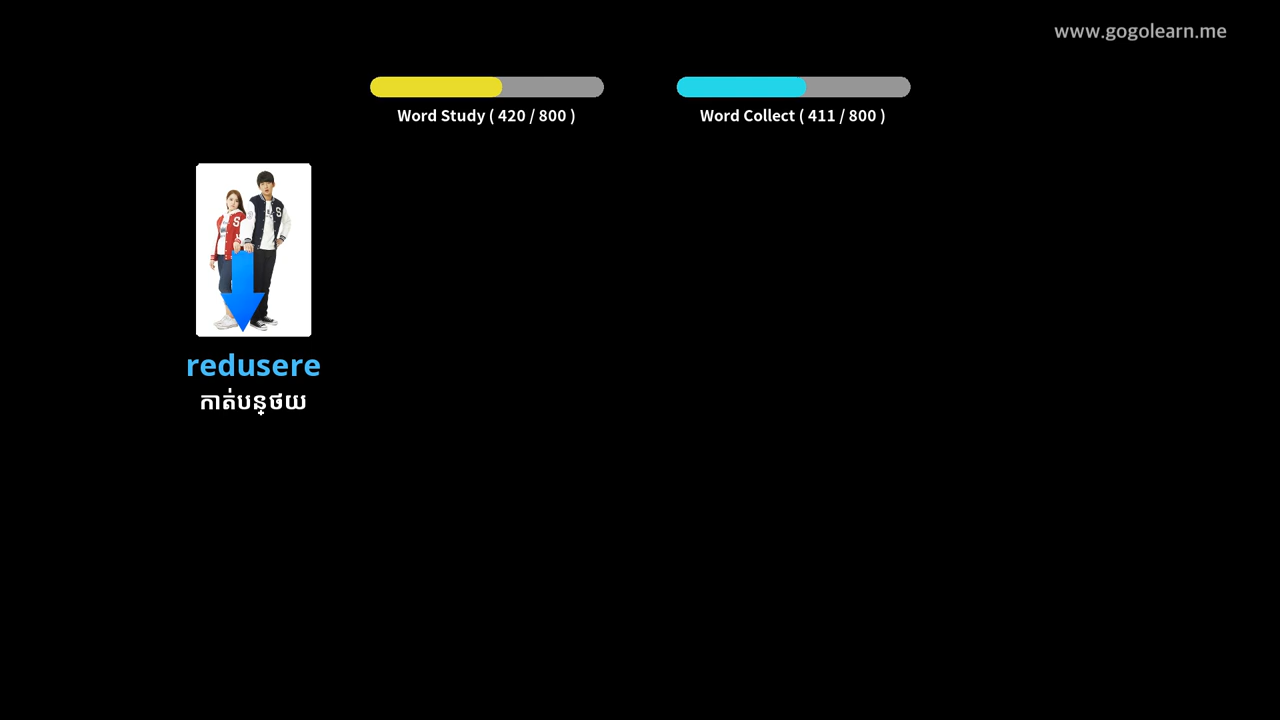 www.gogolearn.me
Word Study ( 420 / 800 )
Word Collect ( 411 / 800 )
S S
redusere
កាត់បន្ថយ